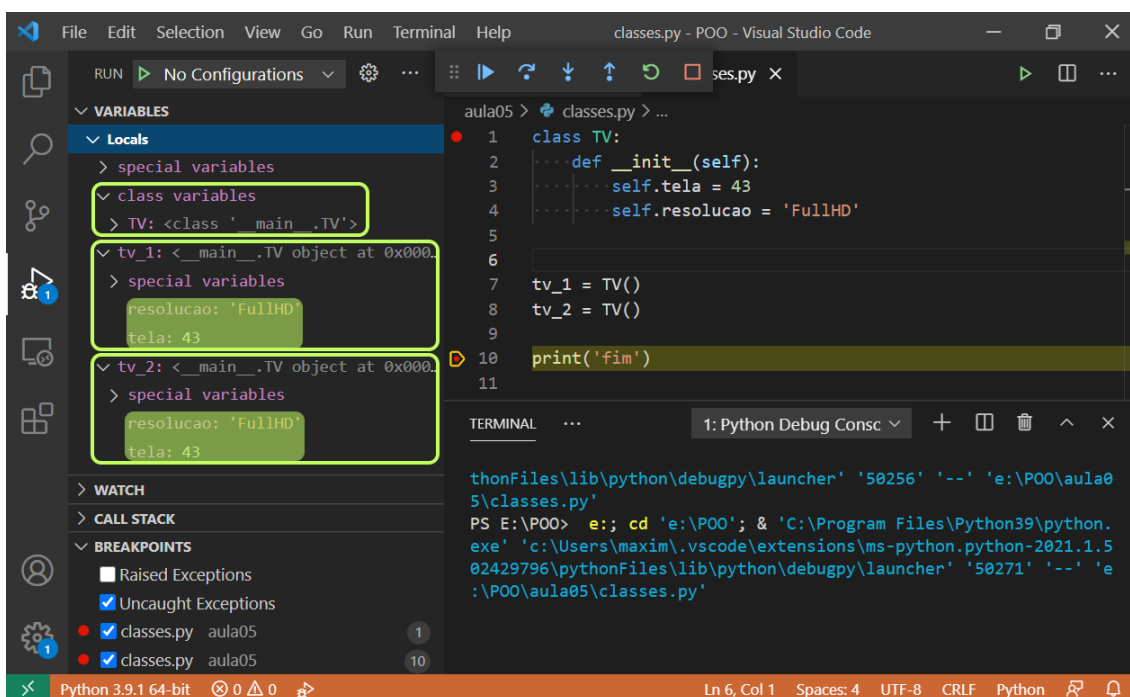 File Edit Selection View Go Run Terminal Help classes.py - POO - Visual Studio Code
RUN No Configurations ...
VARIABLES
Locals
special variables
class variables
TV: <class '__main__.TV'>
tv_1: <__main__.TV object at 0x000…
special variables
resolucao: 'FullHD'
tela: 43
tv_2: <__main__.TV object at 0x000…
special variables
resolucao: 'FullHD'
tela: 43
WATCH
CALL STACK
BREAKPOINTS
Raised Exceptions
Uncaught Exceptions
classes.py aula05 1
classes.py aula05 10
1
1
ses.py
aula05 > classes.py > ...
1 class TV:
2 ····def __init__(self):
3 ········self.tela = 43
4 ········self.resolucao = 'FullHD'
5
6
7 tv_1 = TV()
8 tv_2 = TV()
9
10 print('fim')
11
TERMINAL ... 1: Python Debug Consc
thonFiles\lib\python\debugpy\launcher' '50256' '--' 'e:\POO\aula0
5\classes.py'
PS E:\POO> e:; cd 'e:\POO'; & 'C:\Program Files\Python39\python.
exe' 'c:\Users\maxim\.vscode\extensions\ms-python.python-2021.1.5
02429796\pythonFiles\lib\python\debugpy\launcher' '50271' '--' 'e
:\POO\aula05\classes.py'
Python 3.9.1 64-bit 0 0 Ln 6, Col 1 Spaces: 4 UTF-8 CRLF Python